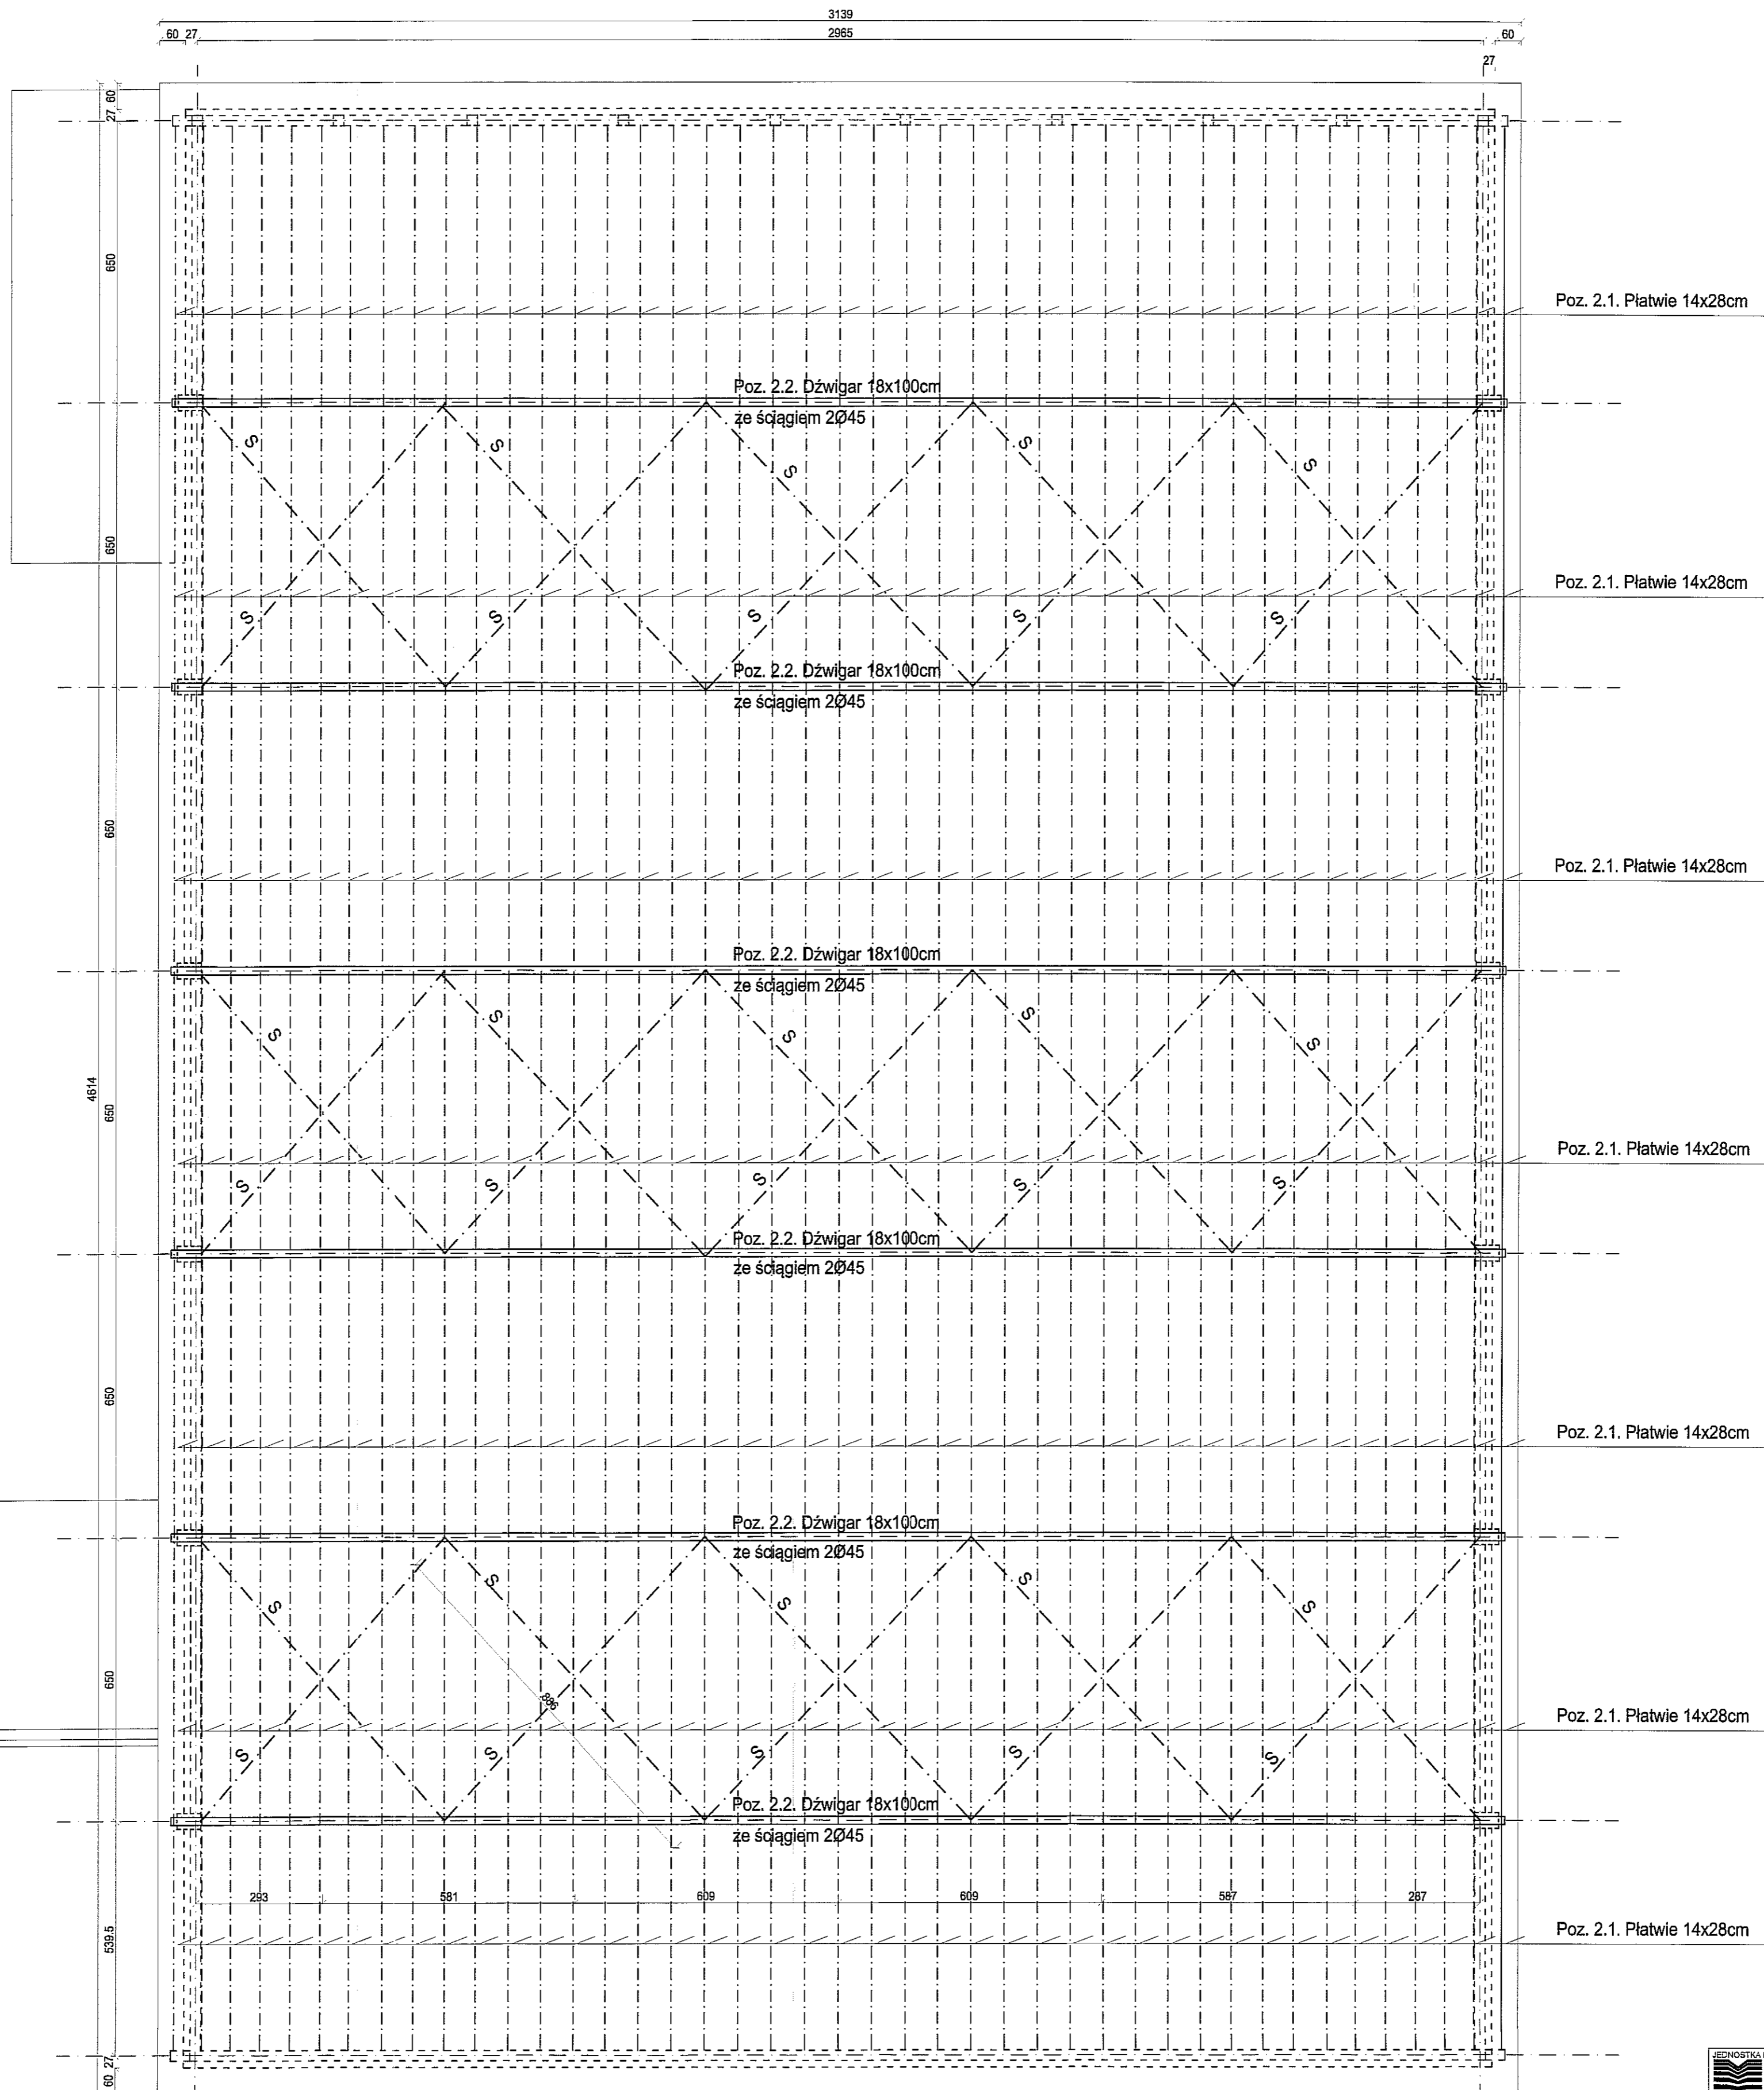 3139
60 27 2965 60
27
60
27
650
Poz. 2.1. Płatwie 14x28cm
Poz. 2.2. Dźwigar 18x100cm
ze ściągiem 2Ø45
S S S S S
650
Poz. 2.1. Płatwie 14x28cm
S S S S S
Poz. 2.2. Dźwigar 18x100cm
ze ściągiem 2Ø45
650
Poz. 2.1. Płatwie 14x28cm
Poz. 2.2. Dźwigar 18x100cm
ze ściągiem 2Ø45
S S S S S
4614
650
Poz. 2.1. Płatwie 14x28cm
S S S S S
Poz. 2.2. Dźwigar 18x100cm
ze ściągiem 2Ø45
650
Poz. 2.1. Płatwie 14x28cm
Poz. 2.2. Dźwigar 18x100cm
ze ściągiem 2Ø45
S S S S S
650
886
Poz. 2.1. Płatwie 14x28cm
S S S S S
Poz. 2.2. Dźwigar 18x100cm
ze ściągiem 2Ø45
293 581 609 609 587 287
539.5
Poz. 2.1. Płatwie 14x28cm
27
60
JEDNOSTKA